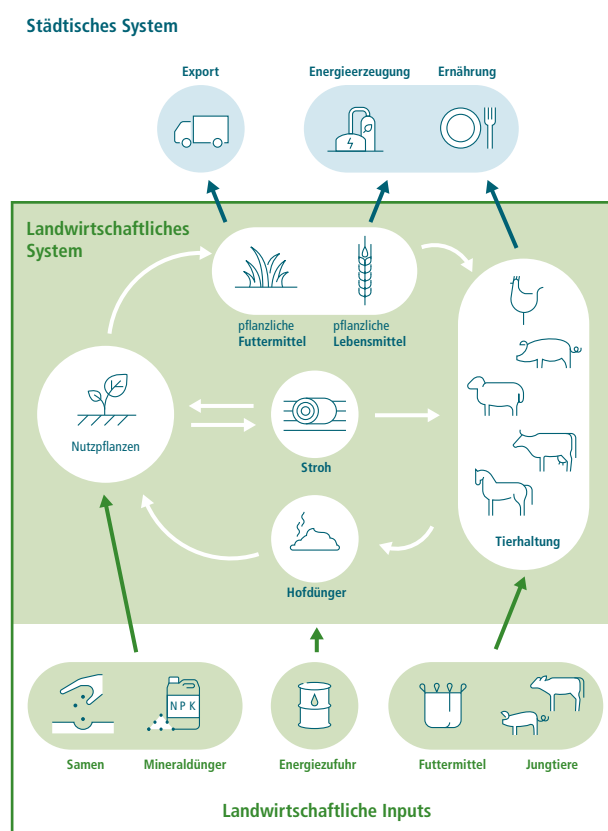 Städtisches System
Export
Energieerzeugung
Ernährung
Landwirtschaftliches
System
pflanzliche
Futtermittel
pflanzliche
Lebensmittel
Nutzpflanzen
Stroh
Tierhaltung
Hofdünger
NPK
Samen
Mineraldünger
Energiezufuhr
Futtermittel
Jungtiere
Landwirtschaftliche Inputs